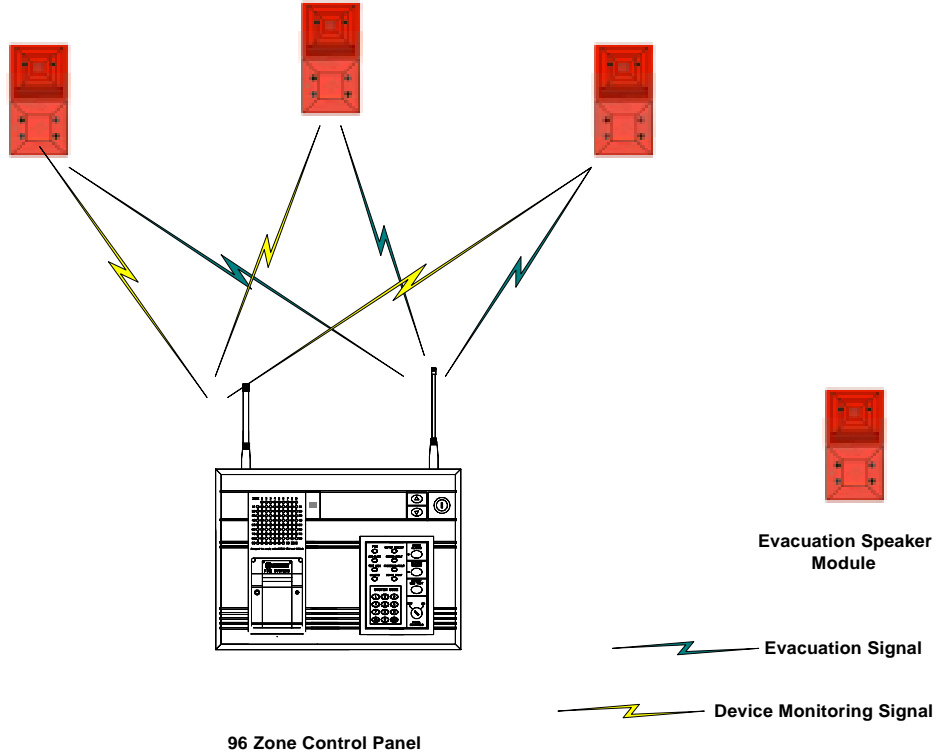 Evacuation Speaker
Module
Evacuation Signal
Device Monitoring Signal
96 Zone Control Panel